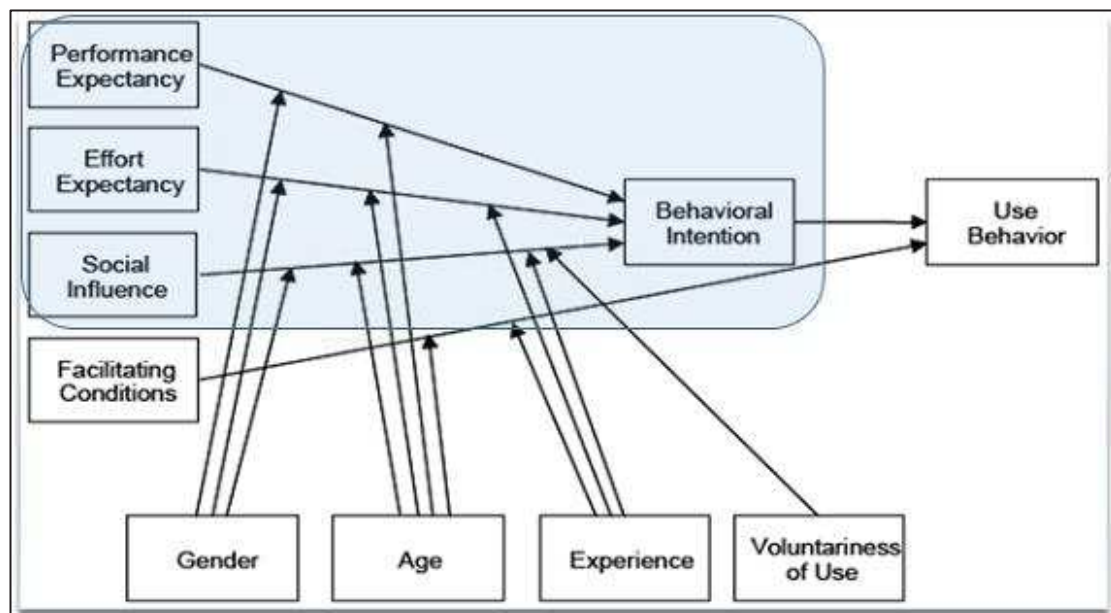 Performance
Expectancy
Effort
Expectancy
Social
Influence
Facilitating
Conditions
Behavioral
Intention
Use
Behavior
Gender
Age
Experience
Voluntariness
of Use